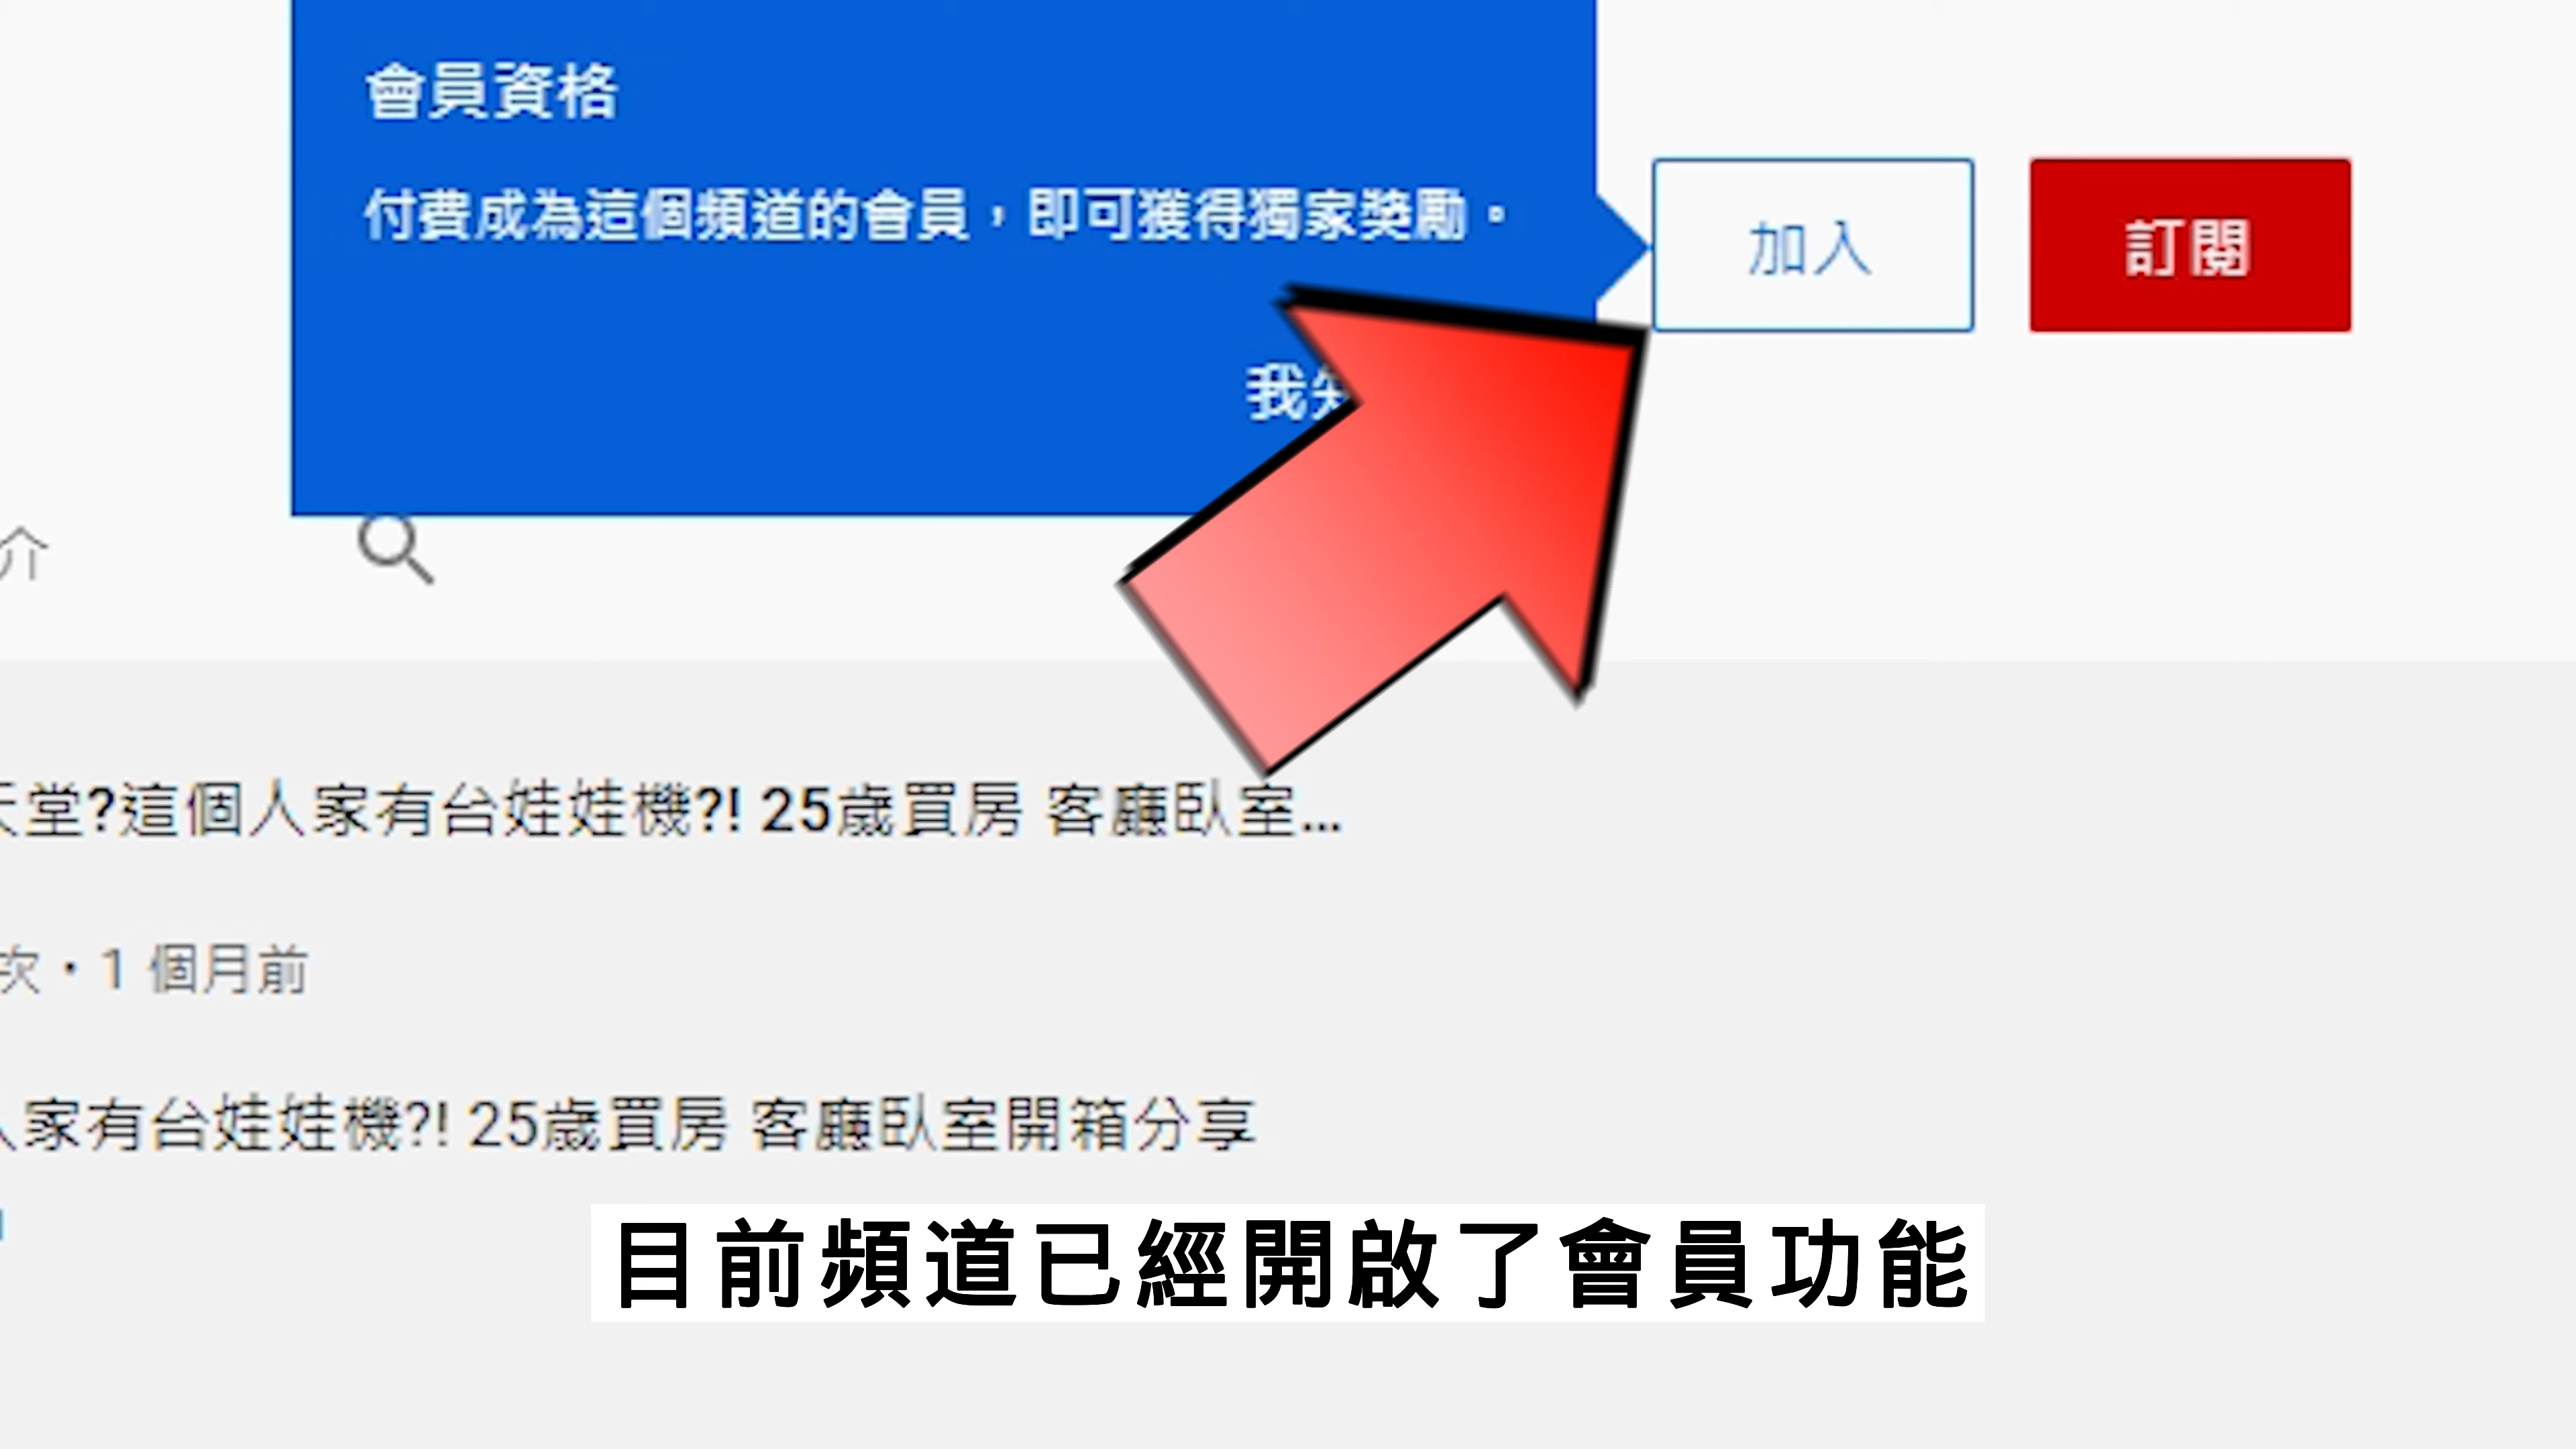 會員資格
付費成為這個頻道的會員，即可獲得獨家獎勵。
加入
訂閱
我
介
天堂?這個人家有台娃娃機?! 25歲買房 客廳臥室...
次・1 個月前
人家有台娃娃機?! 25歲買房 客廳臥室開箱分享
目前頻道已經開啟了會員功能